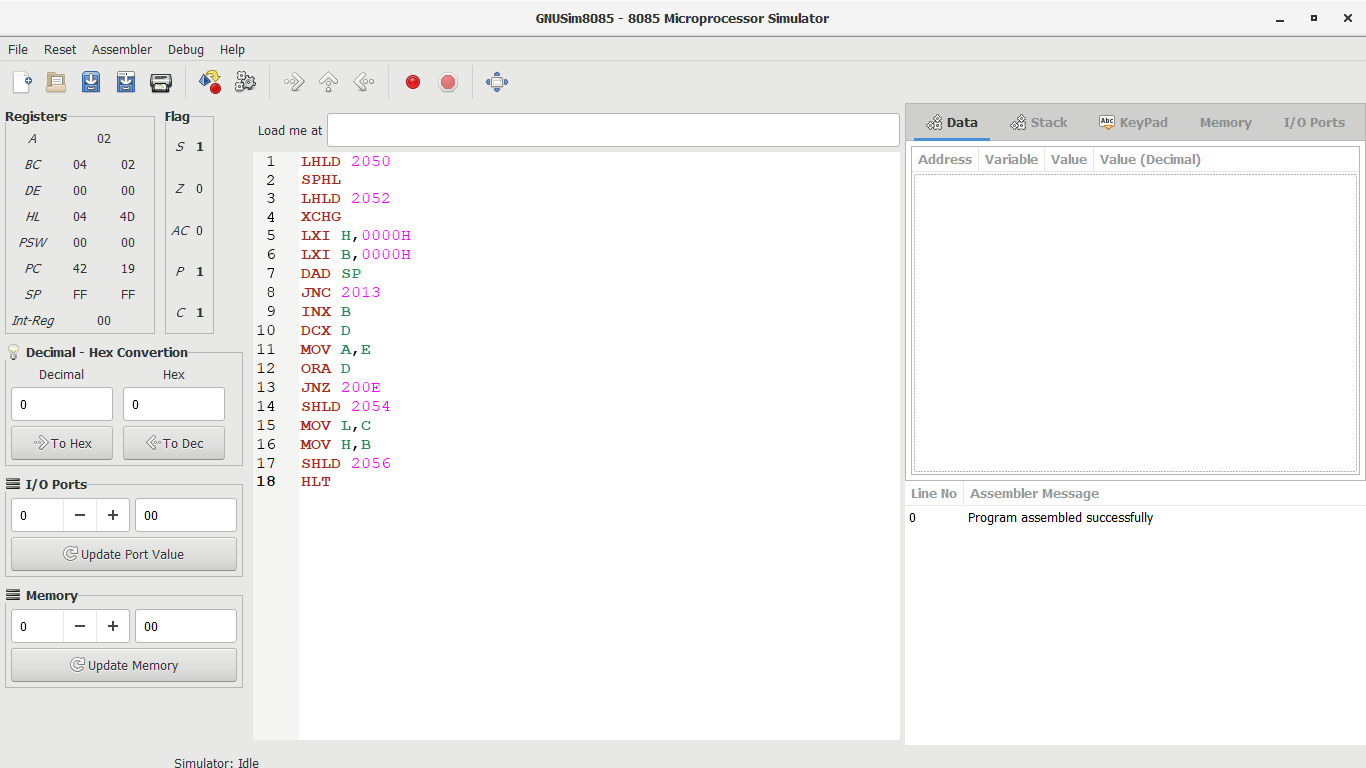 GNUSim8085 - 8085 Microprocessor Simulator
File Reset Assembler Debug Help
Registers
A 02
BC 04 02
DE 00 00
HL 04 4D
PSW 00 00
PC 42 19
SP FF FF
Int-Reg 00
Flag
S 1
Z 0
AC 0
P 1
C 1
Decimal - Hex Convertion
Decimal Hex
0 0
To Hex To Dec
I/O Ports
0 − + 00
Update Port Value
Memory
0 − + 00
Update Memory
Load me at
1 LHLD 2050
2 SPHL
3 LHLD 2052
4 XCHG
5 LXI H,0000H
6 LXI B,0000H
7 DAD SP
8 JNC 2013
9 INX B
10 DCX D
11 MOV A,E
12 ORA D
13 JNZ 200E
14 SHLD 2054
15 MOV L,C
16 MOV H,B
17 SHLD 2056
18 HLT
Data Stack Abc KeyPad Memory I/O Ports
Address Variable Value Value (Decimal)
Line No Assembler Message
0 Program assembled successfully
Simulator: Idle